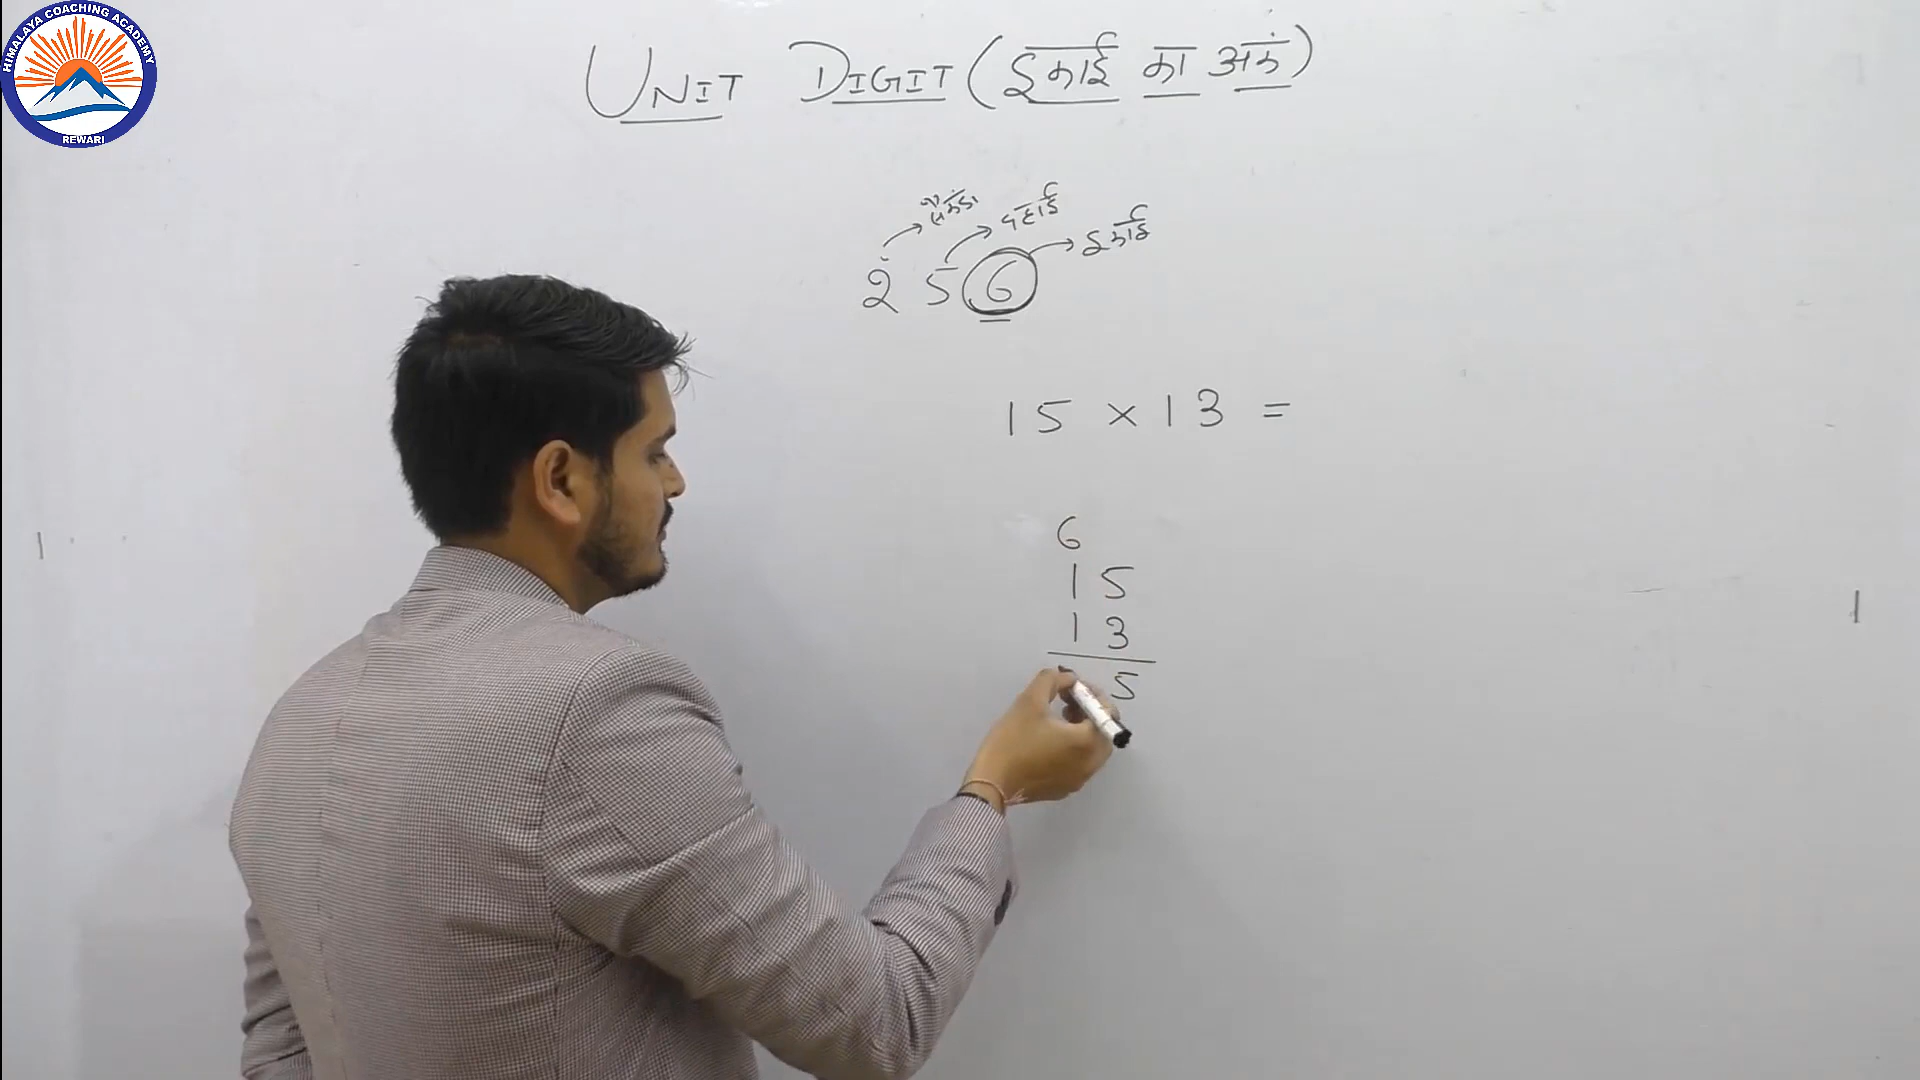 HIMALAYA COACHING ACADEMY
REWARI
UNIT DIGIT (इकाई का अंक)
सैंकडा दहाई इकाई
2 5 6
15 × 13 =
6
15
13
5